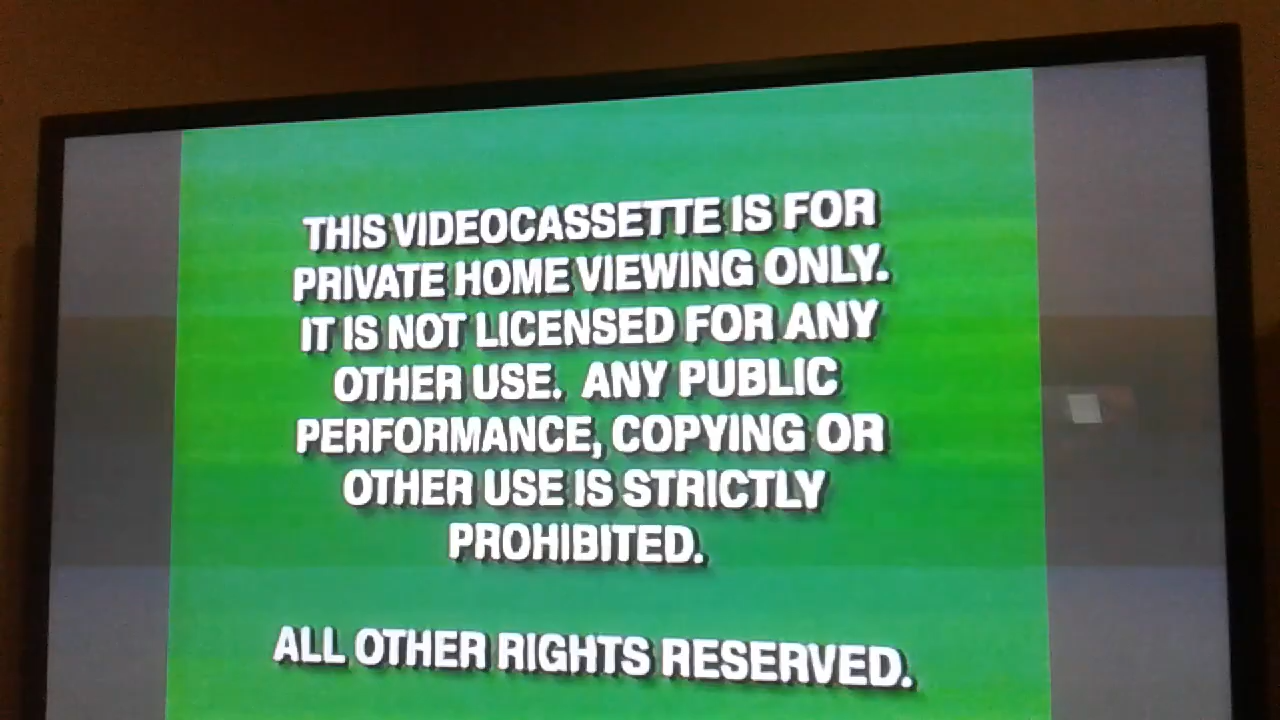 THIS VIDEOCASSETTE IS FOR
PRIVATE HOME VIEWING ONLY.
IT IS NOT LICENSED FOR ANY
OTHER USE. ANY PUBLIC
PERFORMANCE, COPYING OR
OTHER USE IS STRICTLY
PROHIBITED.
ALL OTHER RIGHTS RESERVED.